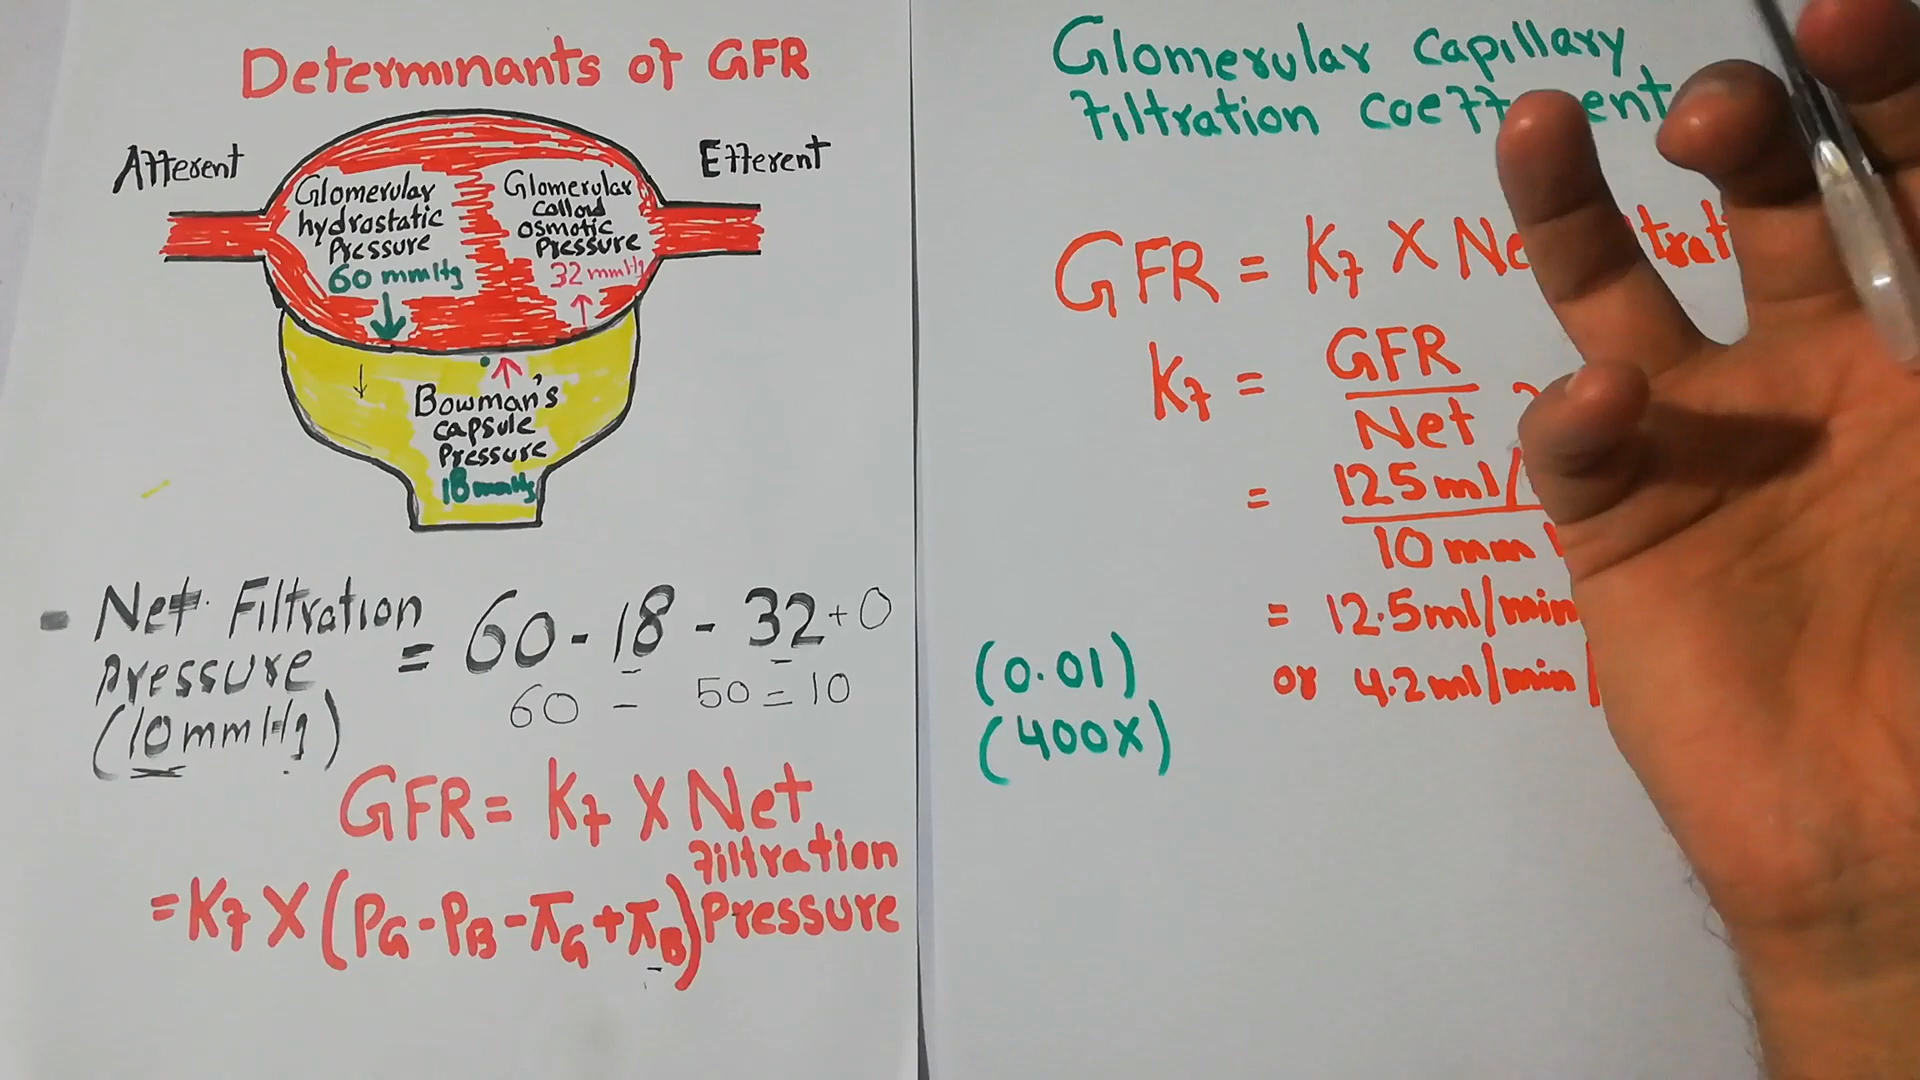 Determinants of GFR
Afferent
Efferent
Glomerular
hydrostatic
Pressure
60 mmHg
Glomerular
colloid
osmotic
Pressure
32 mmHg
Bowman's
capsule
Pressure
18 mmHg
- Net Filtration
Pressure
(10 mmHg)
= 60 - 18 - 32 + 0
60 - 50 = 10
GFR = Kf X Net
Filtration
Pressure
= Kf X (PG - PB - πG + πB)
Glomerular capillary
filtration
GFR = Kf X
Kf = GFR
Net
= 125 ml/
10 mm
= 12.5 ml/min
or 4.2 ml/min/
(0.01)
(400X)